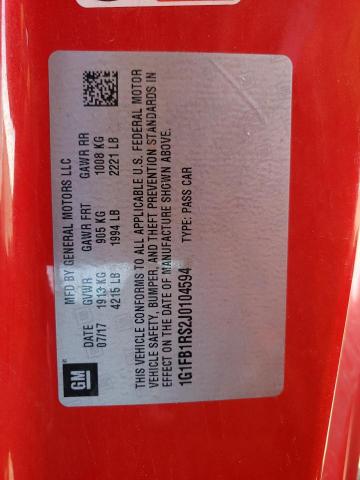 GM
MFD BY GENERAL MOTORS LLC
DATE GVWR GAWR FRT GAWR RR
07/17 1913 KG 905 KG 1008 KG
4215 LB 1994 LB 2221 LB
THIS VEHICLE CONFORMS TO ALL APPLICABLE U.S. FEDERAL MOTOR
VEHICLE SAFETY, BUMPER, AND THEFT PREVENTION STANDARDS IN
EFFECT ON THE DATE OF MANUFACTURE SHOWN ABOVE.
1G1FB1RS2J0104594 TYPE: PASS CAR